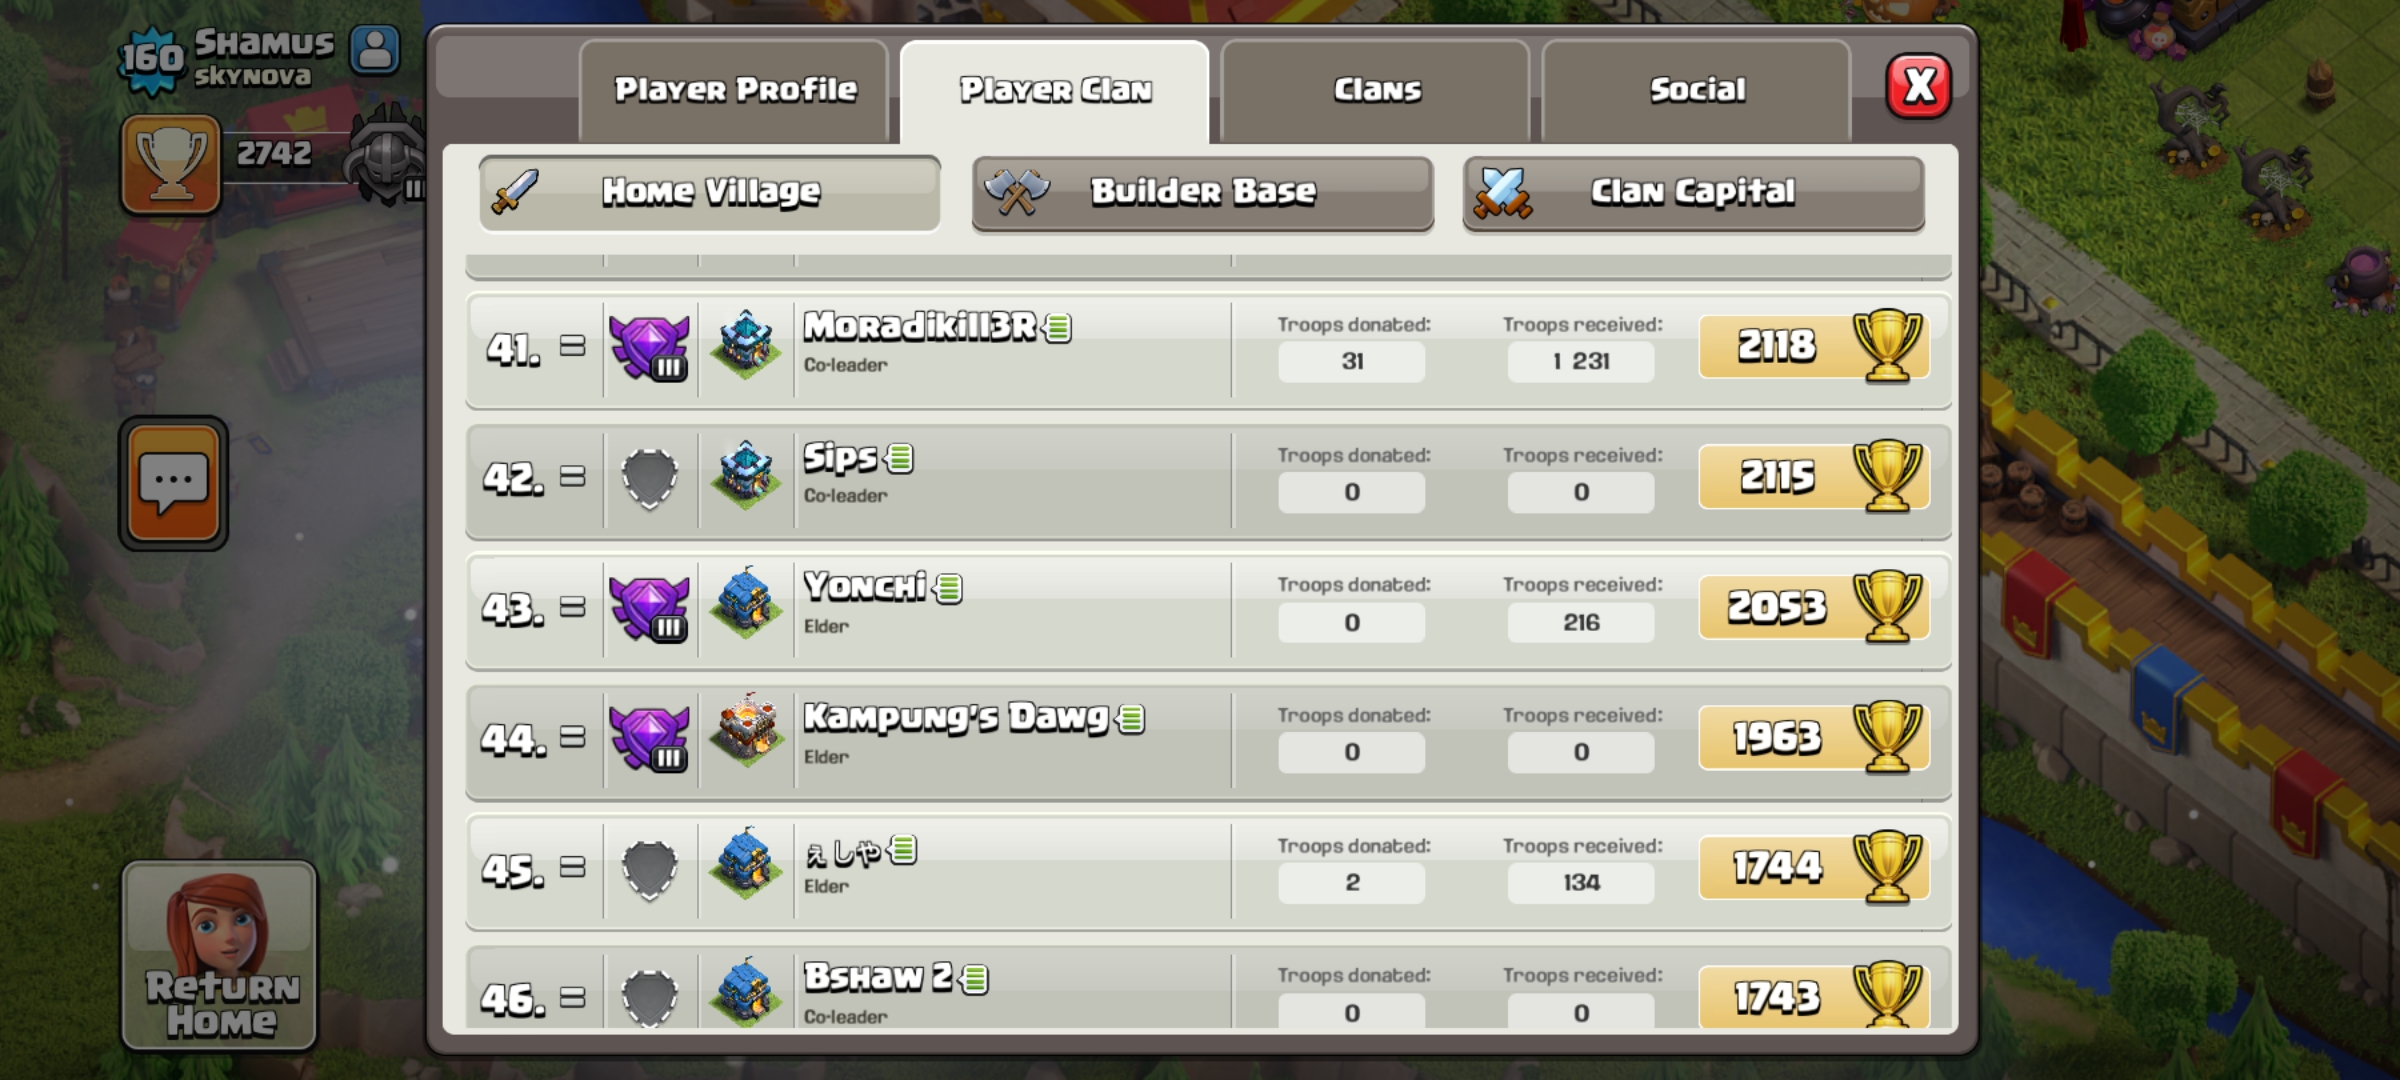 160
Shamus
skynova
2742
III
Player Profile
Player Clan
Clans
Social
X
Home Village
Builder Base
Clan Capital
41. =
III
Moradikill3R
Co-leader
Troops donated:
31
Troops received:
1 231
2118
42. =
Sips
Co-leader
Troops donated:
0
Troops received:
0
2115
43. =
III
Yonchi
Elder
Troops donated:
0
Troops received:
216
2053
44. =
III
Kampung's Dawg
Elder
Troops donated:
0
Troops received:
0
1963
45. =
えしゃ
Elder
Troops donated:
2
Troops received:
134
1744
46. =
Bshaw 2
Co-leader
Troops donated:
0
Troops received:
0
1743
Return
Home